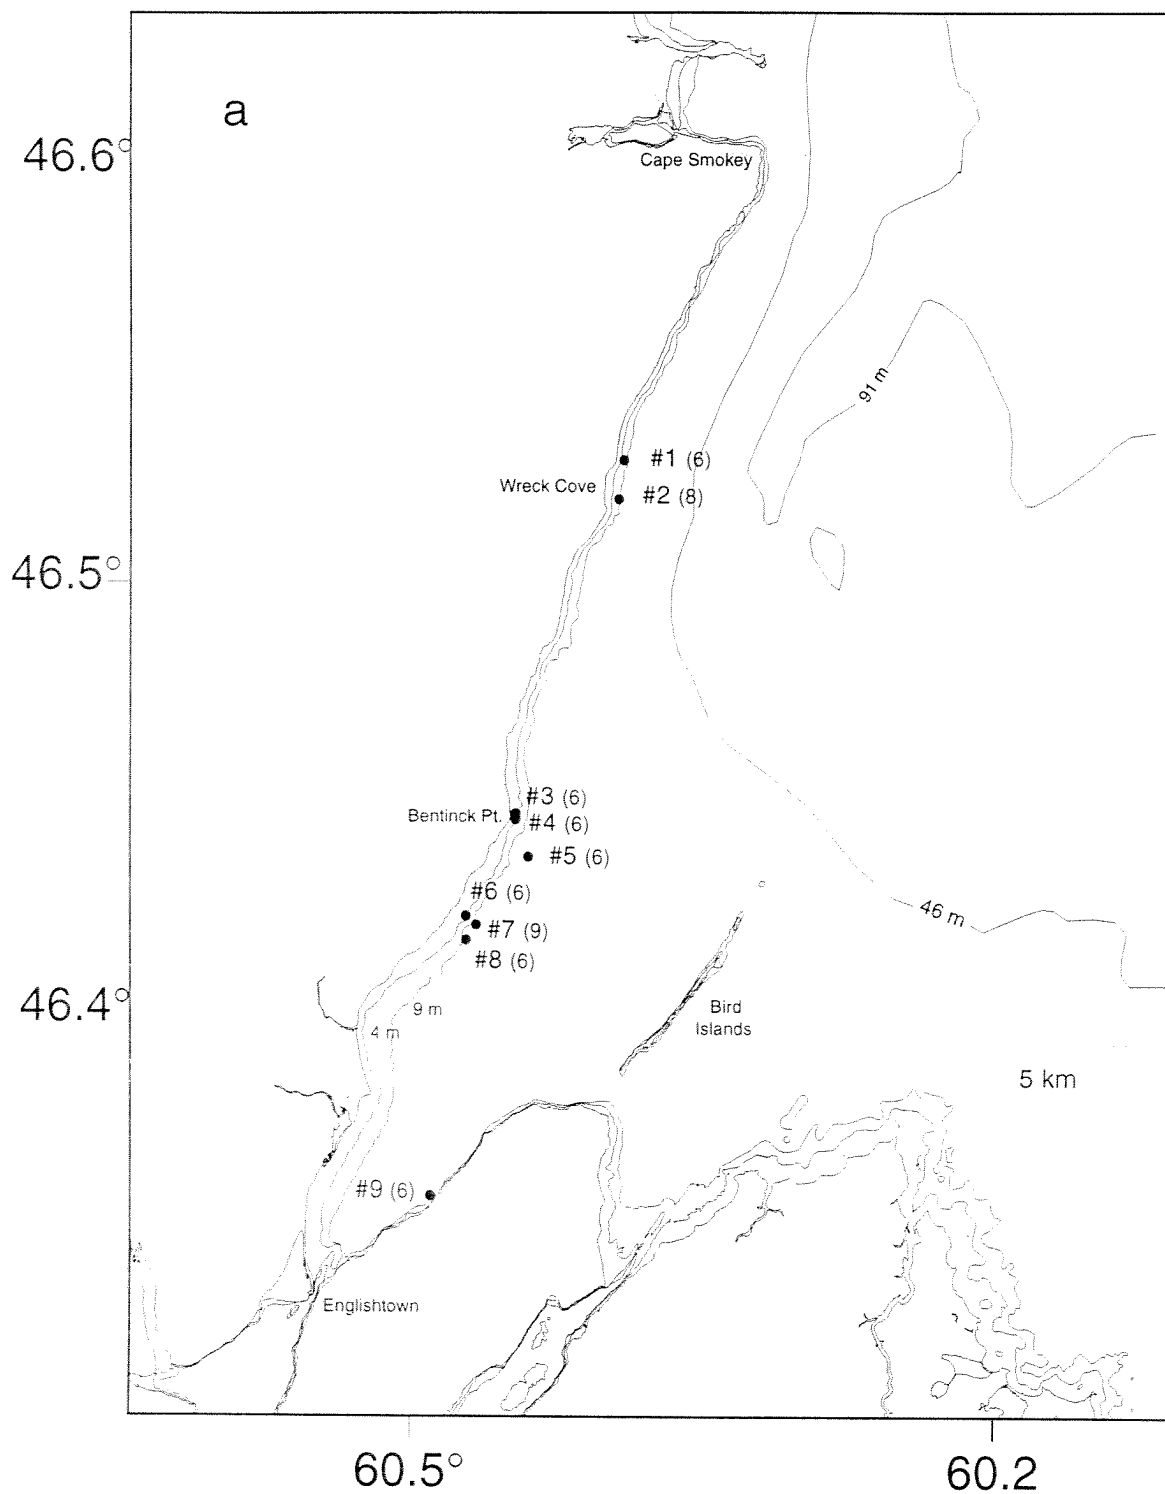 a
46.6°
Cape Smokey
91 m
#1 (6)
Wreck Cove
#2 (8)
46.5°
#3 (6)
Bentinck Pt.
#4 (6)
#5 (6)
#6 (6)
46 m
#7 (9)
#8 (6)
46.4°
9 m
Bird
Islands
4 m
5 km
#9 (6)
Englishtown
60.5°
60.2